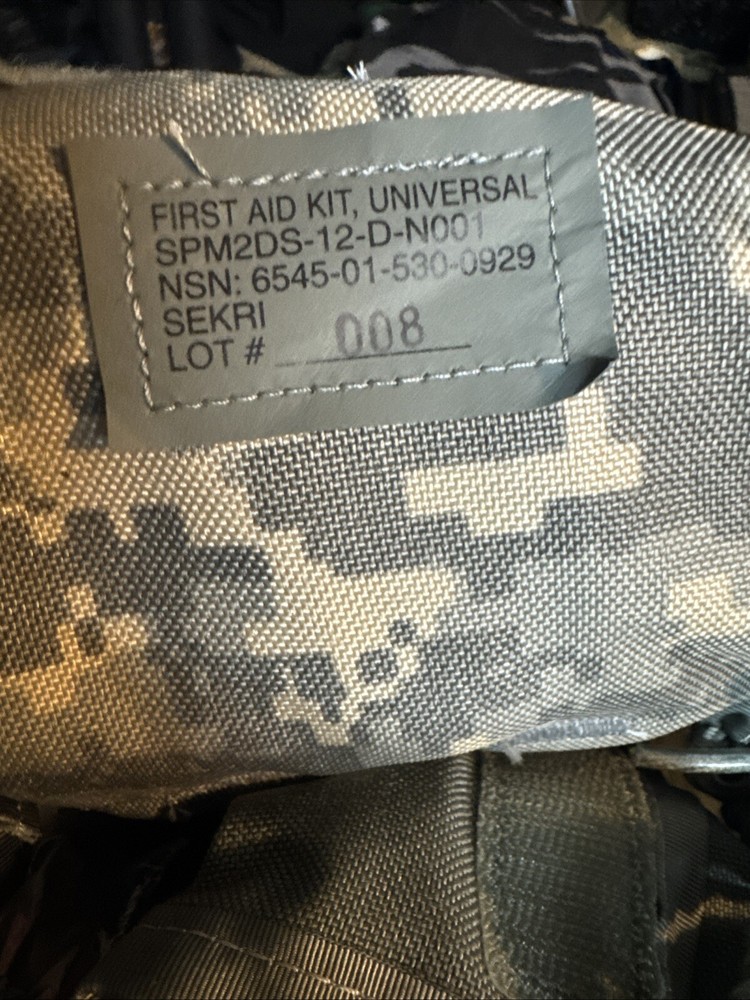 FIRST AID KIT, UNIVERSAL
SPM2DS-12-D-N001
NSN: 6545-01-530-0929
SEKRI
LOT # 008